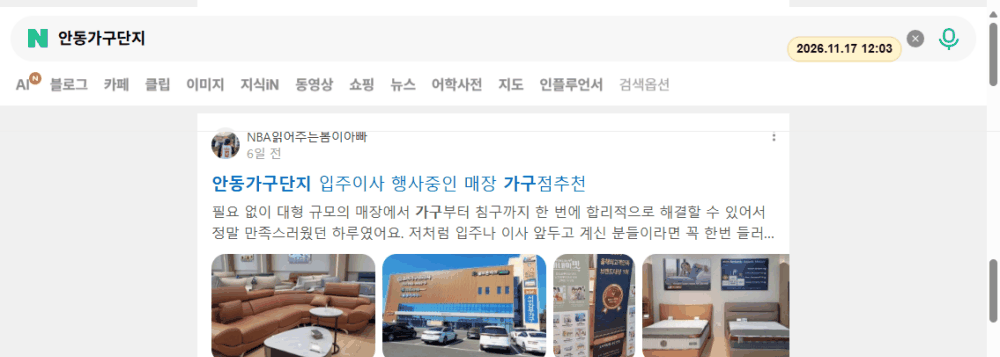 안동가구단지
2026.11.17 12:03
AI N 블로그 카페 클립 이미지 지식iN 동영상 쇼핑 뉴스 어학사전 지도 인플루언서 검색옵션
NBA읽어주는봄이아빠
6일 전
안동가구단지 입주이사 행사중인 매장 가구점추천
필요 없이 대형 규모의 매장에서 가구부터 침구까지 한 번에 합리적으로 해결할 수 있어서
정말 만족스러웠던 하루였어요. 저처럼 입주나 이사 앞두고 계신 분들이라면 꼭 한번 들러...